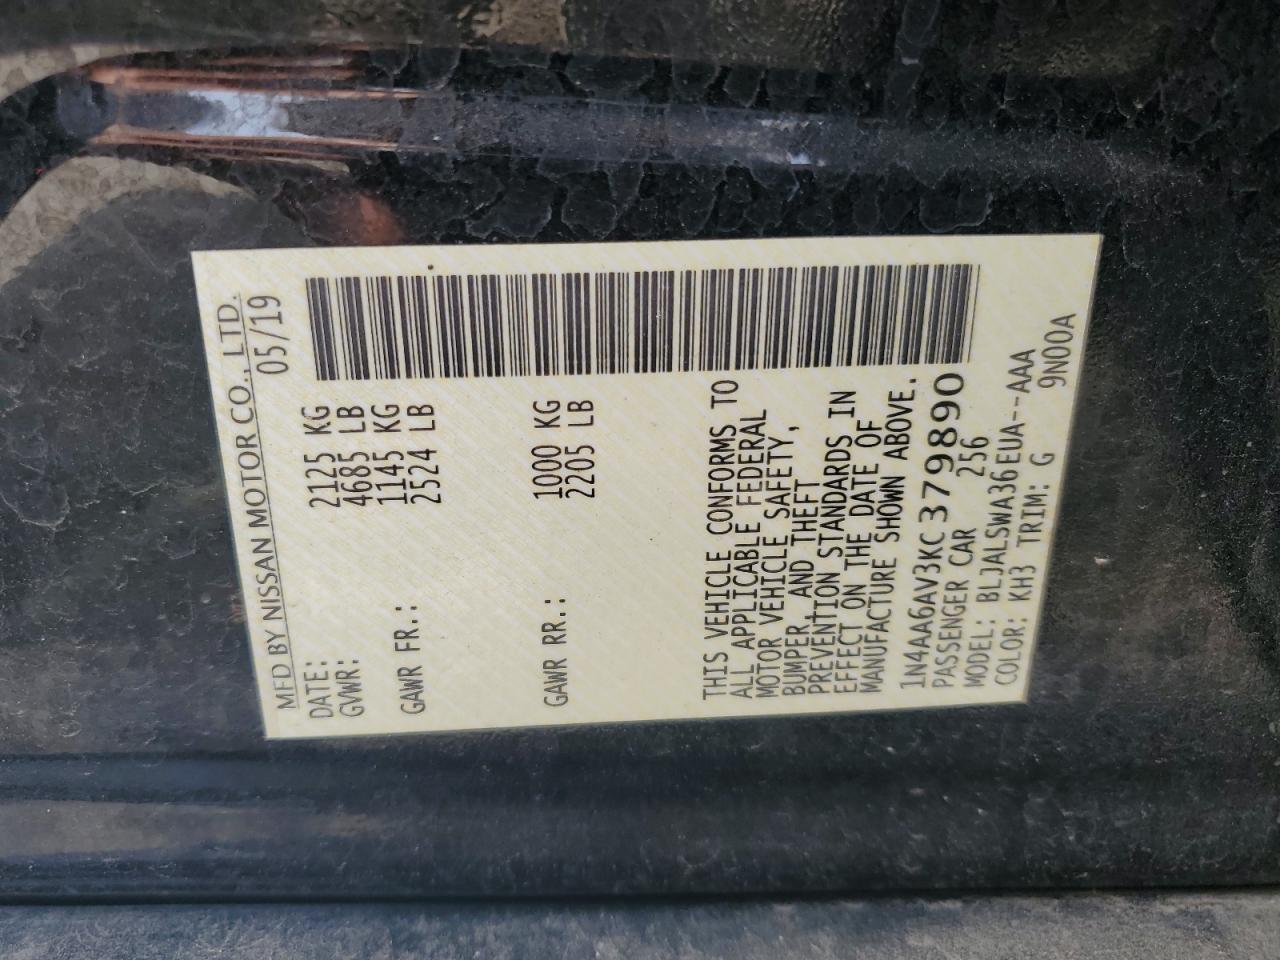 MFD BY NISSAN MOTOR CO., LTD.
DATE: 05/19
GVWR: 2125 KG
4685 LB
GAWR FR.: 1145 KG
2524 LB
GAWR RR.: 1000 KG
2205 LB
THIS VEHICLE CONFORMS TO
ALL APPLICABLE FEDERAL
MOTOR VEHICLE SAFETY,
BUMPER, AND THEFT
PREVENTION STANDARDS IN
EFFECT ON THE DATE OF
MANUFACTURE SHOWN ABOVE.
1N4AA6AV3KC379890
PASSENGER CAR 256
MODEL: BLJALSWA36EUA--AAA
COLOR: KH3 TRIM: G 9N00A